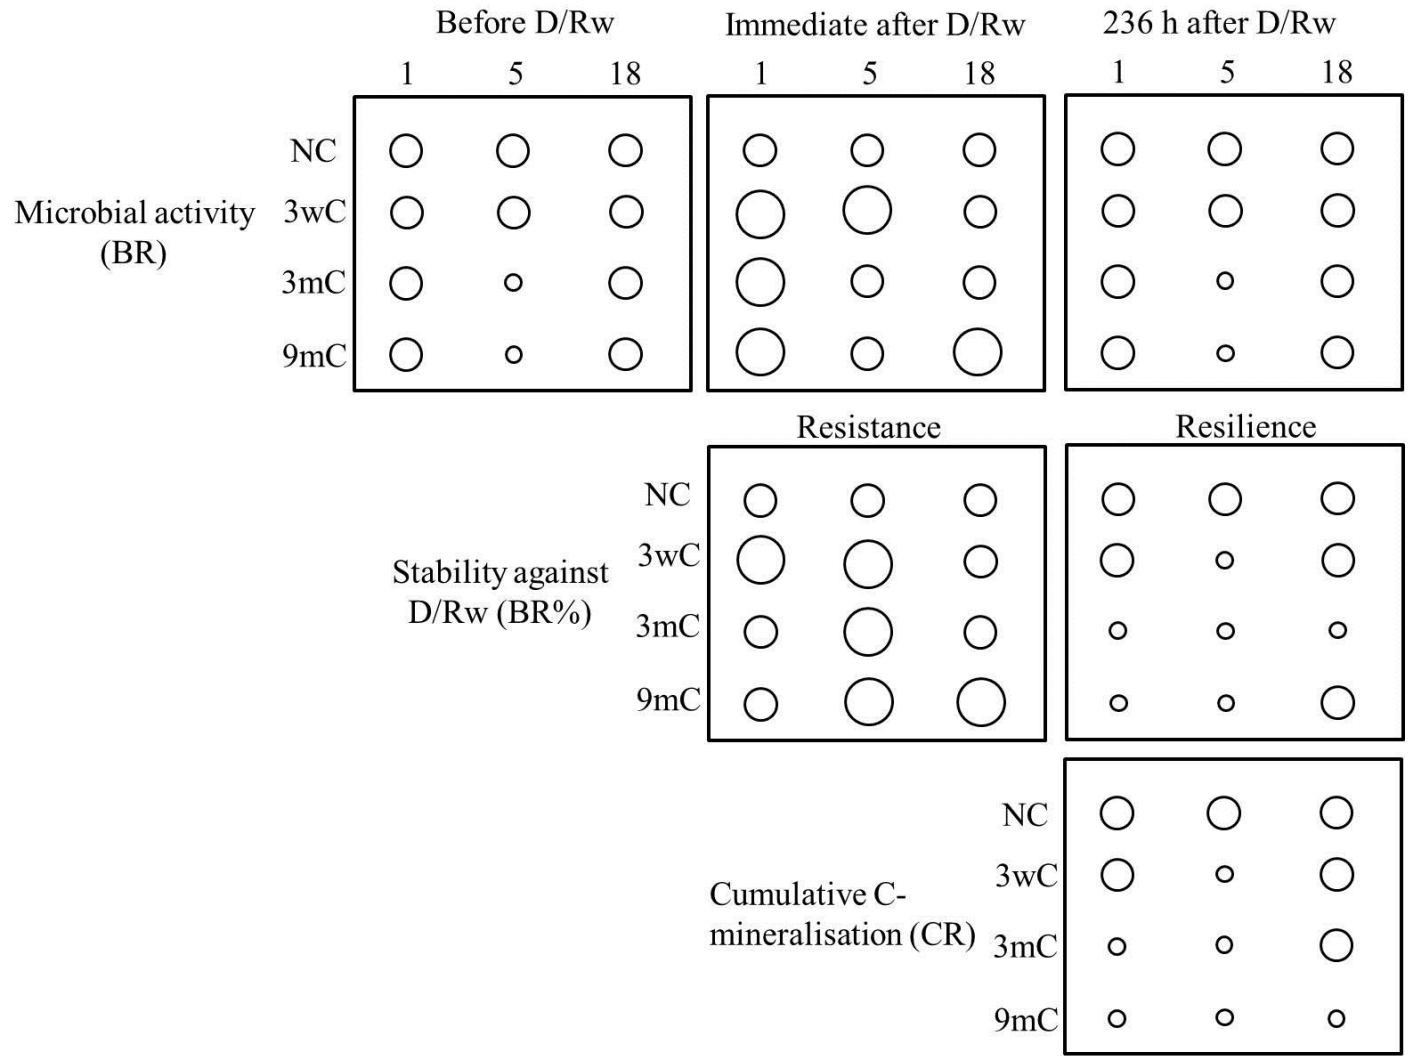 Before D/Rw
Immediate after D/Rw
236 h after D/Rw
1 5 18
1 5 18
1 5 18
Microbial activity
(BR)
NC
3wC
3mC
9mC
Resistance
Resilience
Stability against
D/Rw (BR%)
NC
3wC
3mC
9mC
Cumulative C-
mineralisation (CR)
NC
3wC
3mC
9mC